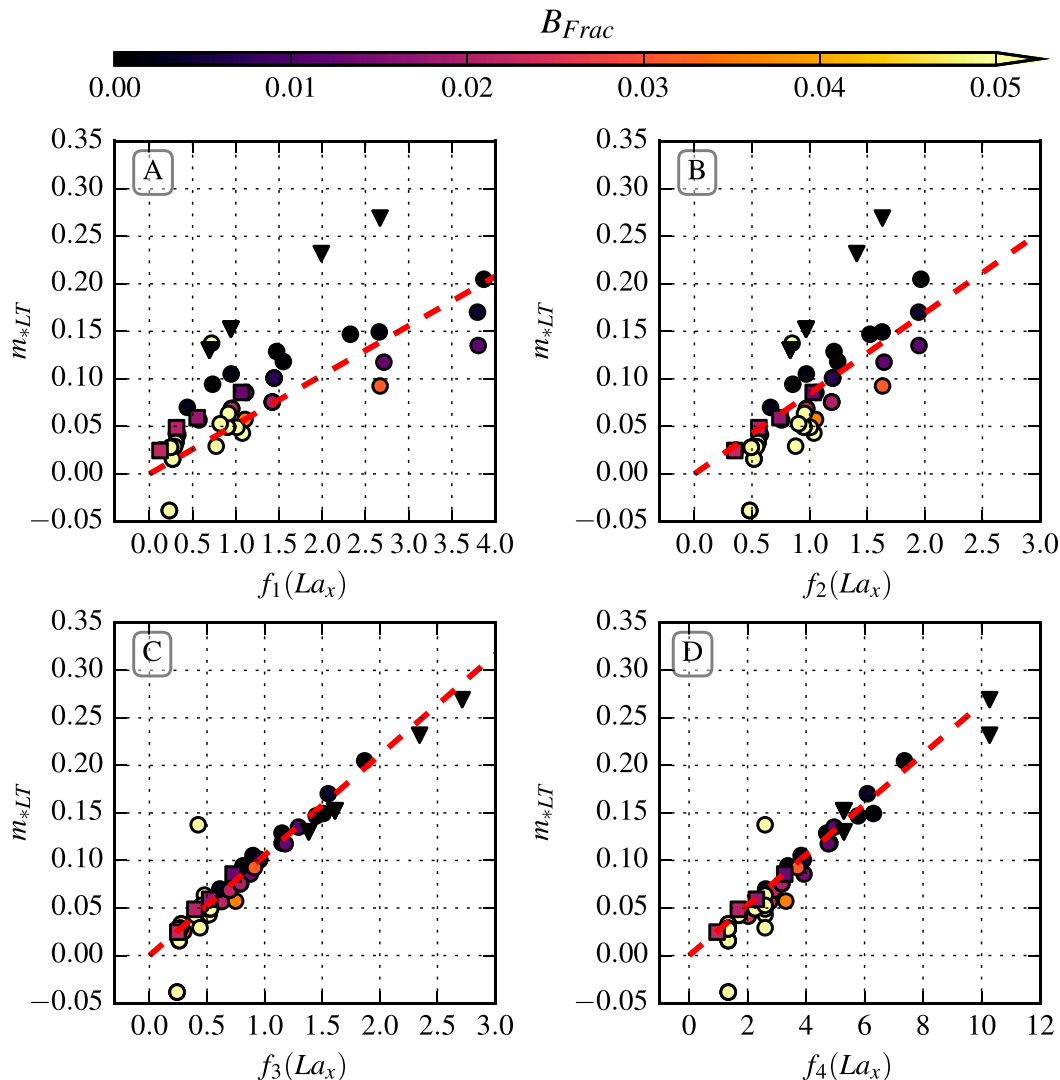 B_Frac
0.00 0.01 0.02 0.03 0.04 0.05
A
0.35
0.30
0.25
0.20
0.15
0.10
0.05
0.00
−0.05
m_*LT
0.0 0.5 1.0 1.5 2.0 2.5 3.0 3.5 4.0
f_1(La_x)
B
0.35
0.30
0.25
0.20
0.15
0.10
0.05
0.00
−0.05
m_*LT
0.0 0.5 1.0 1.5 2.0 2.5 3.0
f_2(La_x)
C
0.35
0.30
0.25
0.20
0.15
0.10
0.05
0.00
−0.05
m_*LT
0.0 0.5 1.0 1.5 2.0 2.5 3.0
f_3(La_x)
D
0.35
0.30
0.25
0.20
0.15
0.10
0.05
0.00
−0.05
m_*LT
0 2 4 6 8 10 12
f_4(La_x)